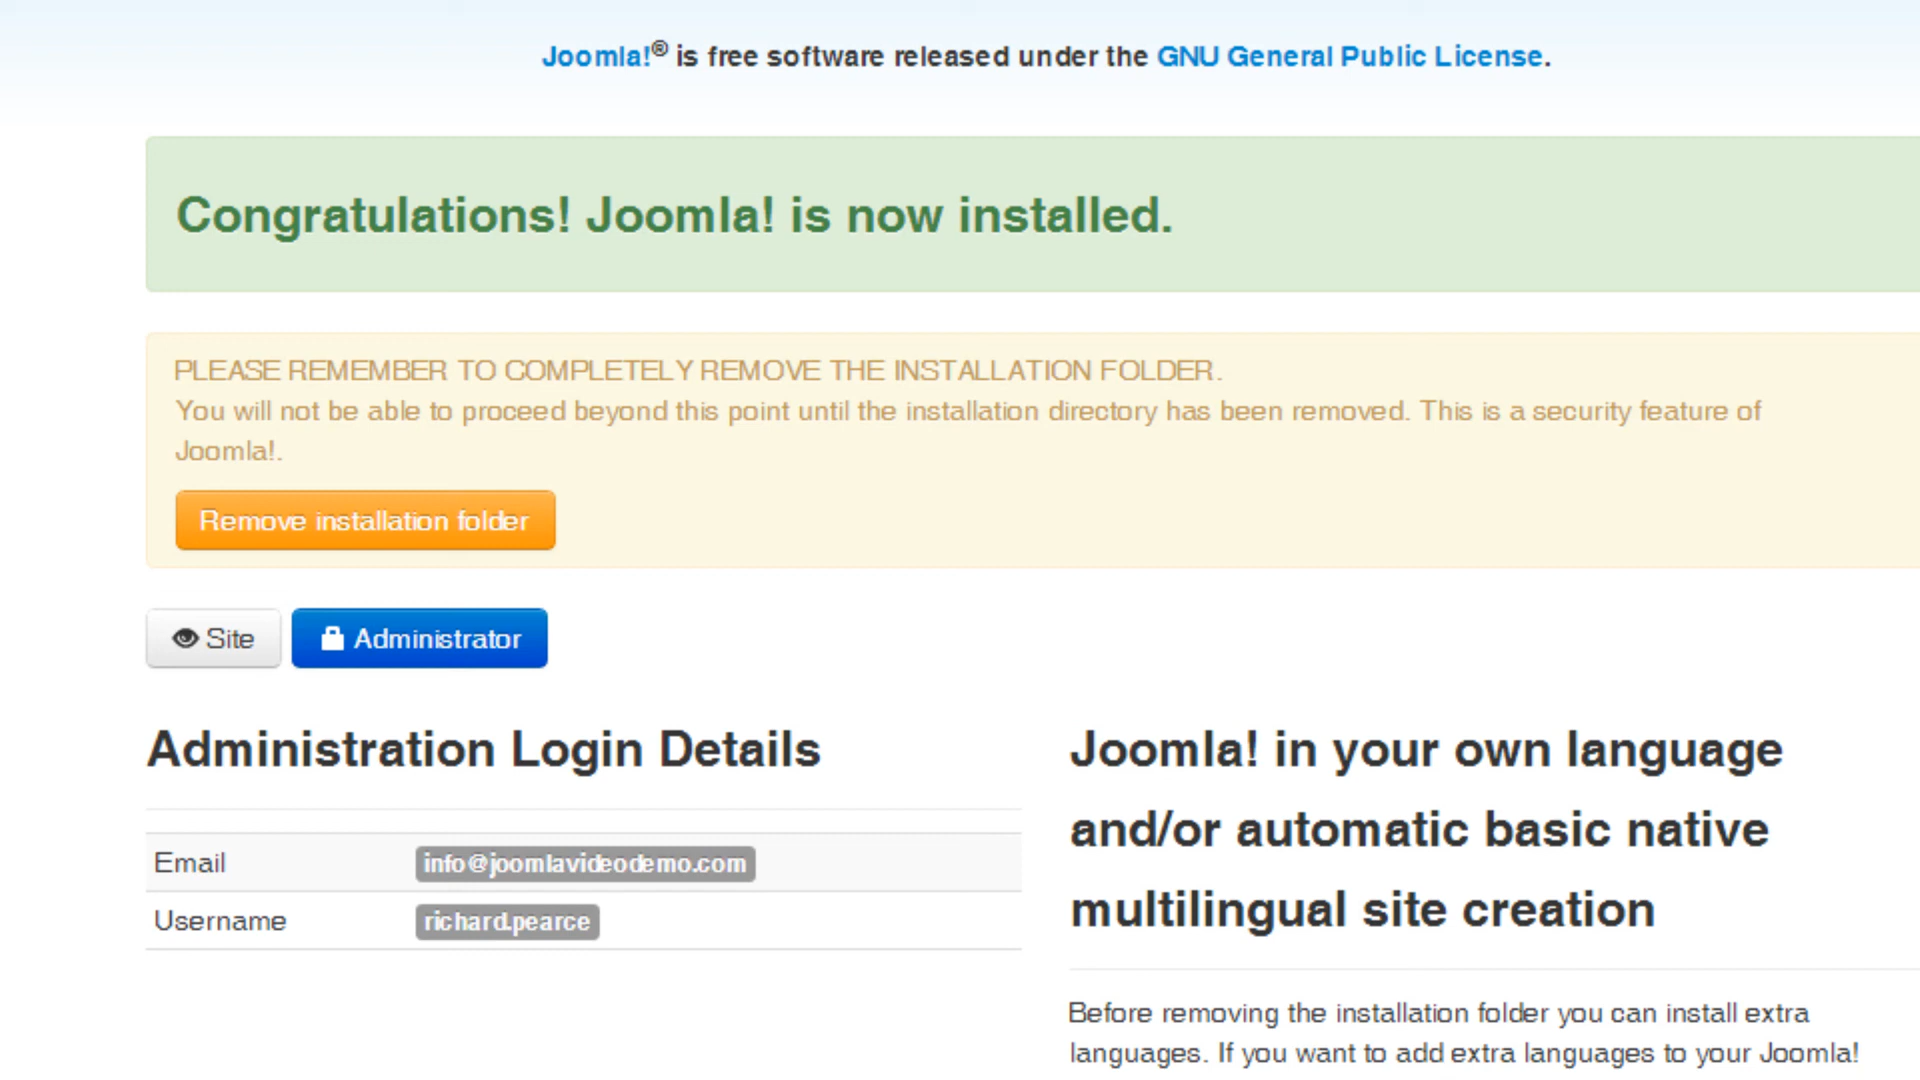 Joomla!® is free software released under the GNU General Public License.
Congratulations! Joomla! is now installed.
PLEASE REMEMBER TO COMPLETELY REMOVE THE INSTALLATION FOLDER.
You will not be able to proceed beyond this point until the installation directory has been removed. This is a security feature of
Joomla!.
Remove installation folder
Site
Administrator
Administration Login Details
Email
info@joomlavideodemo.com
Username
richard.pearce
Joomla! in your own language
and/or automatic basic native
multilingual site creation
Before removing the installation folder you can install extra
languages. If you want to add extra languages to your Joomla!